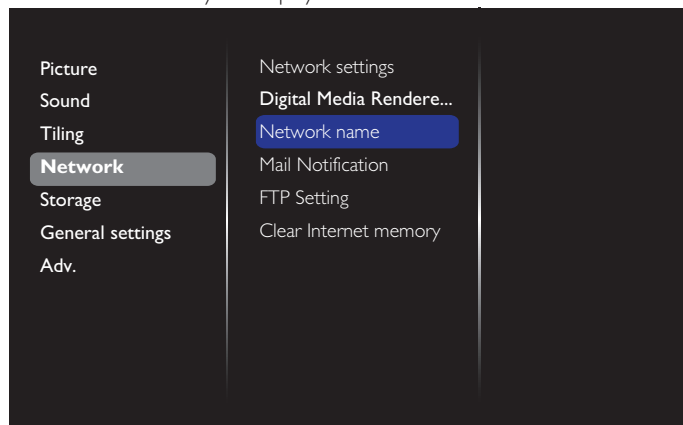 Picture
Sound
Tiling
Network
Storage
General settings
Adv.
Network settings
Digital Media Rendere...
Network name
Mail Notification
FTP Setting
Clear Internet memory